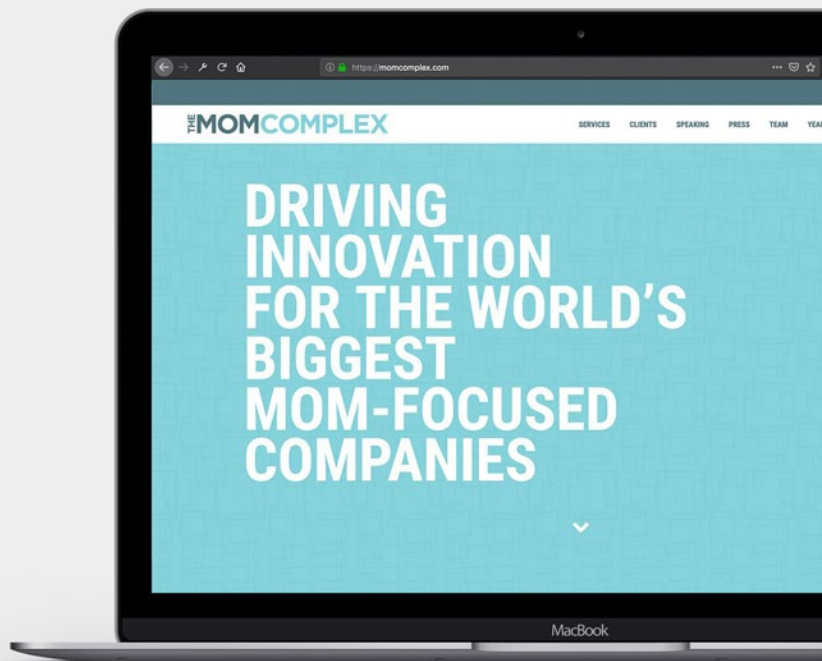 https://momcomplex.com
THE MOMCOMPLEX
SERVICES CLIENTS SPEAKING PRESS TEAM
DRIVING
INNOVATION
FOR THE WORLD'S
BIGGEST
MOM-FOCUSED
COMPANIES
MacBook